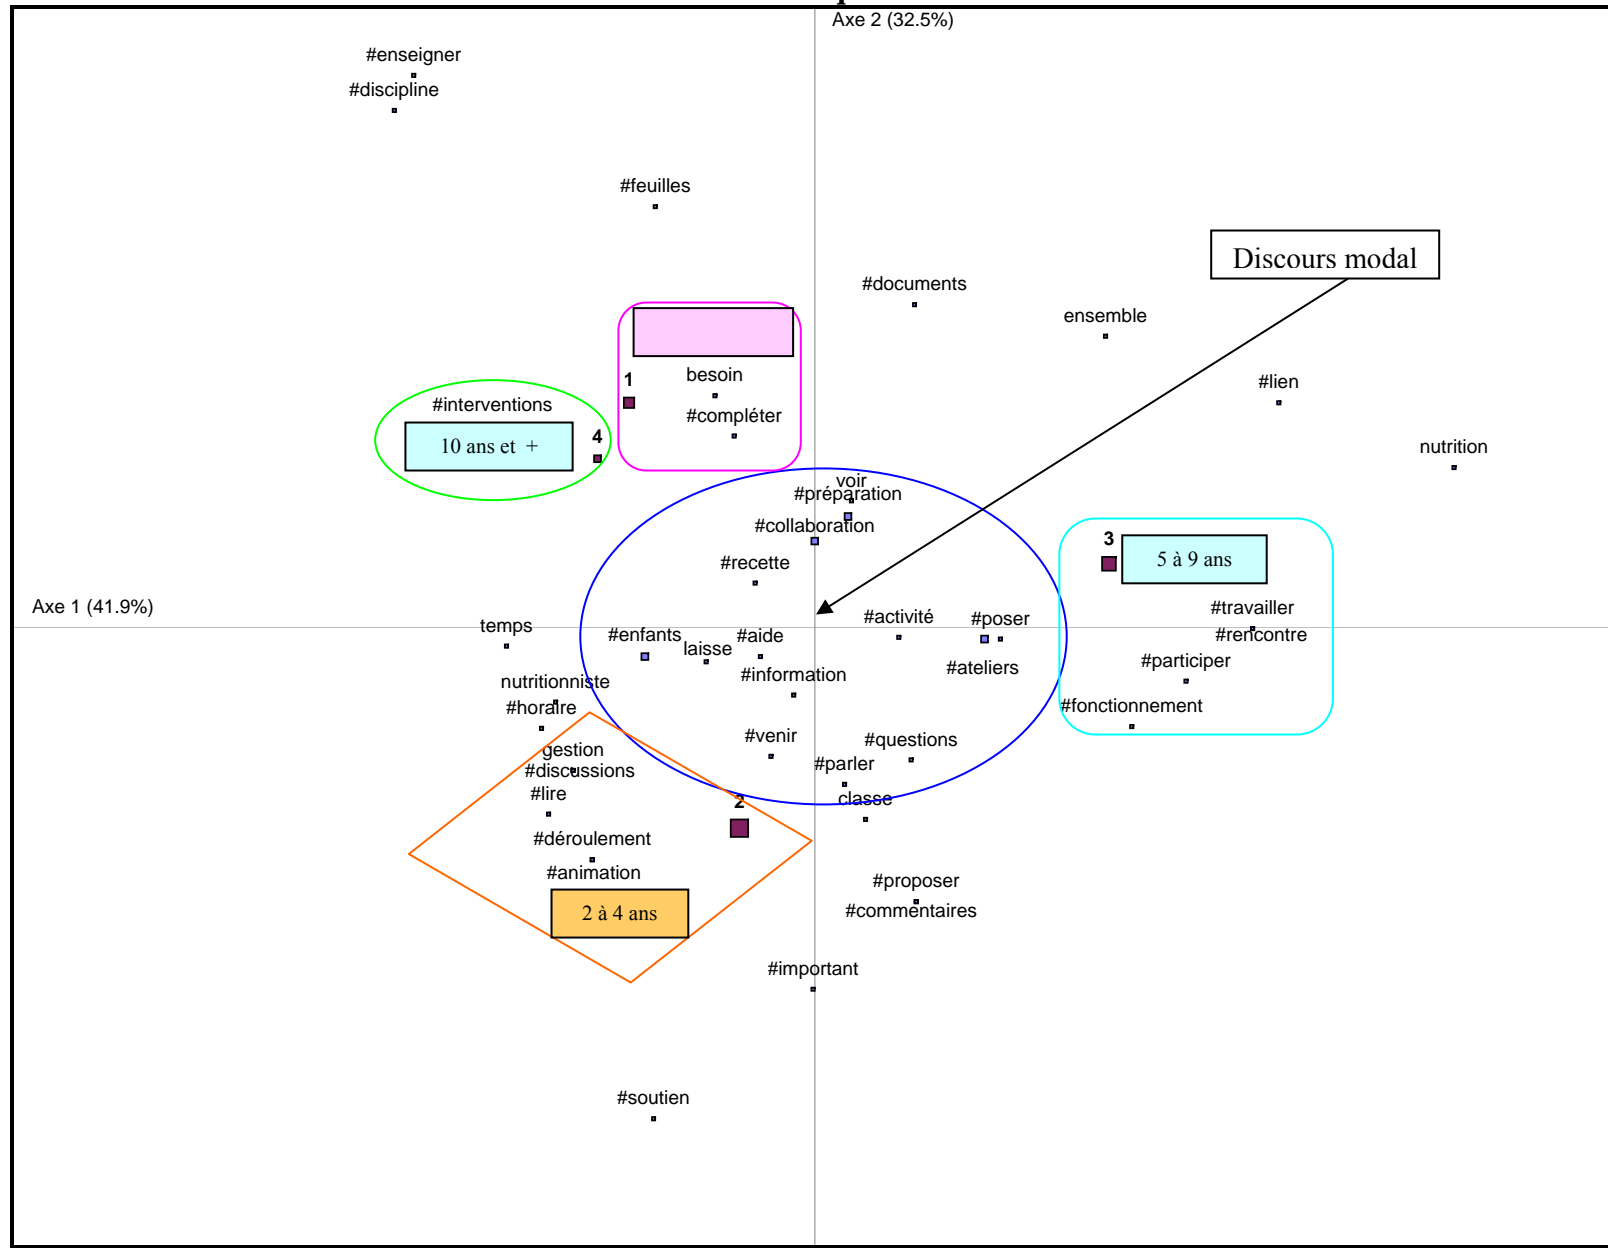 Axe 2 (32.5%)
#enseigner
#discipline
#feuilles
Discours modal
#documents
ensemble
1
besoin
#lien
#interventions
#compléter
10 ans et +
4
nutrition
voir
#préparation
#collaboration
3
5 à 9 ans
#recette
Axe 1 (41.9%)
#travailler
temps
#enfants
laisse
#aide
#activité
#poser
#rencontre
#participer
#ateliers
#information
nutritionniste
#horaire
#fonctionnement
#venir
#questions
gestion
#discussions
#parler
#lire
2
classe
#déroulement
#animation
#proposer
2 à 4 ans
#commentaires
#important
#soutien